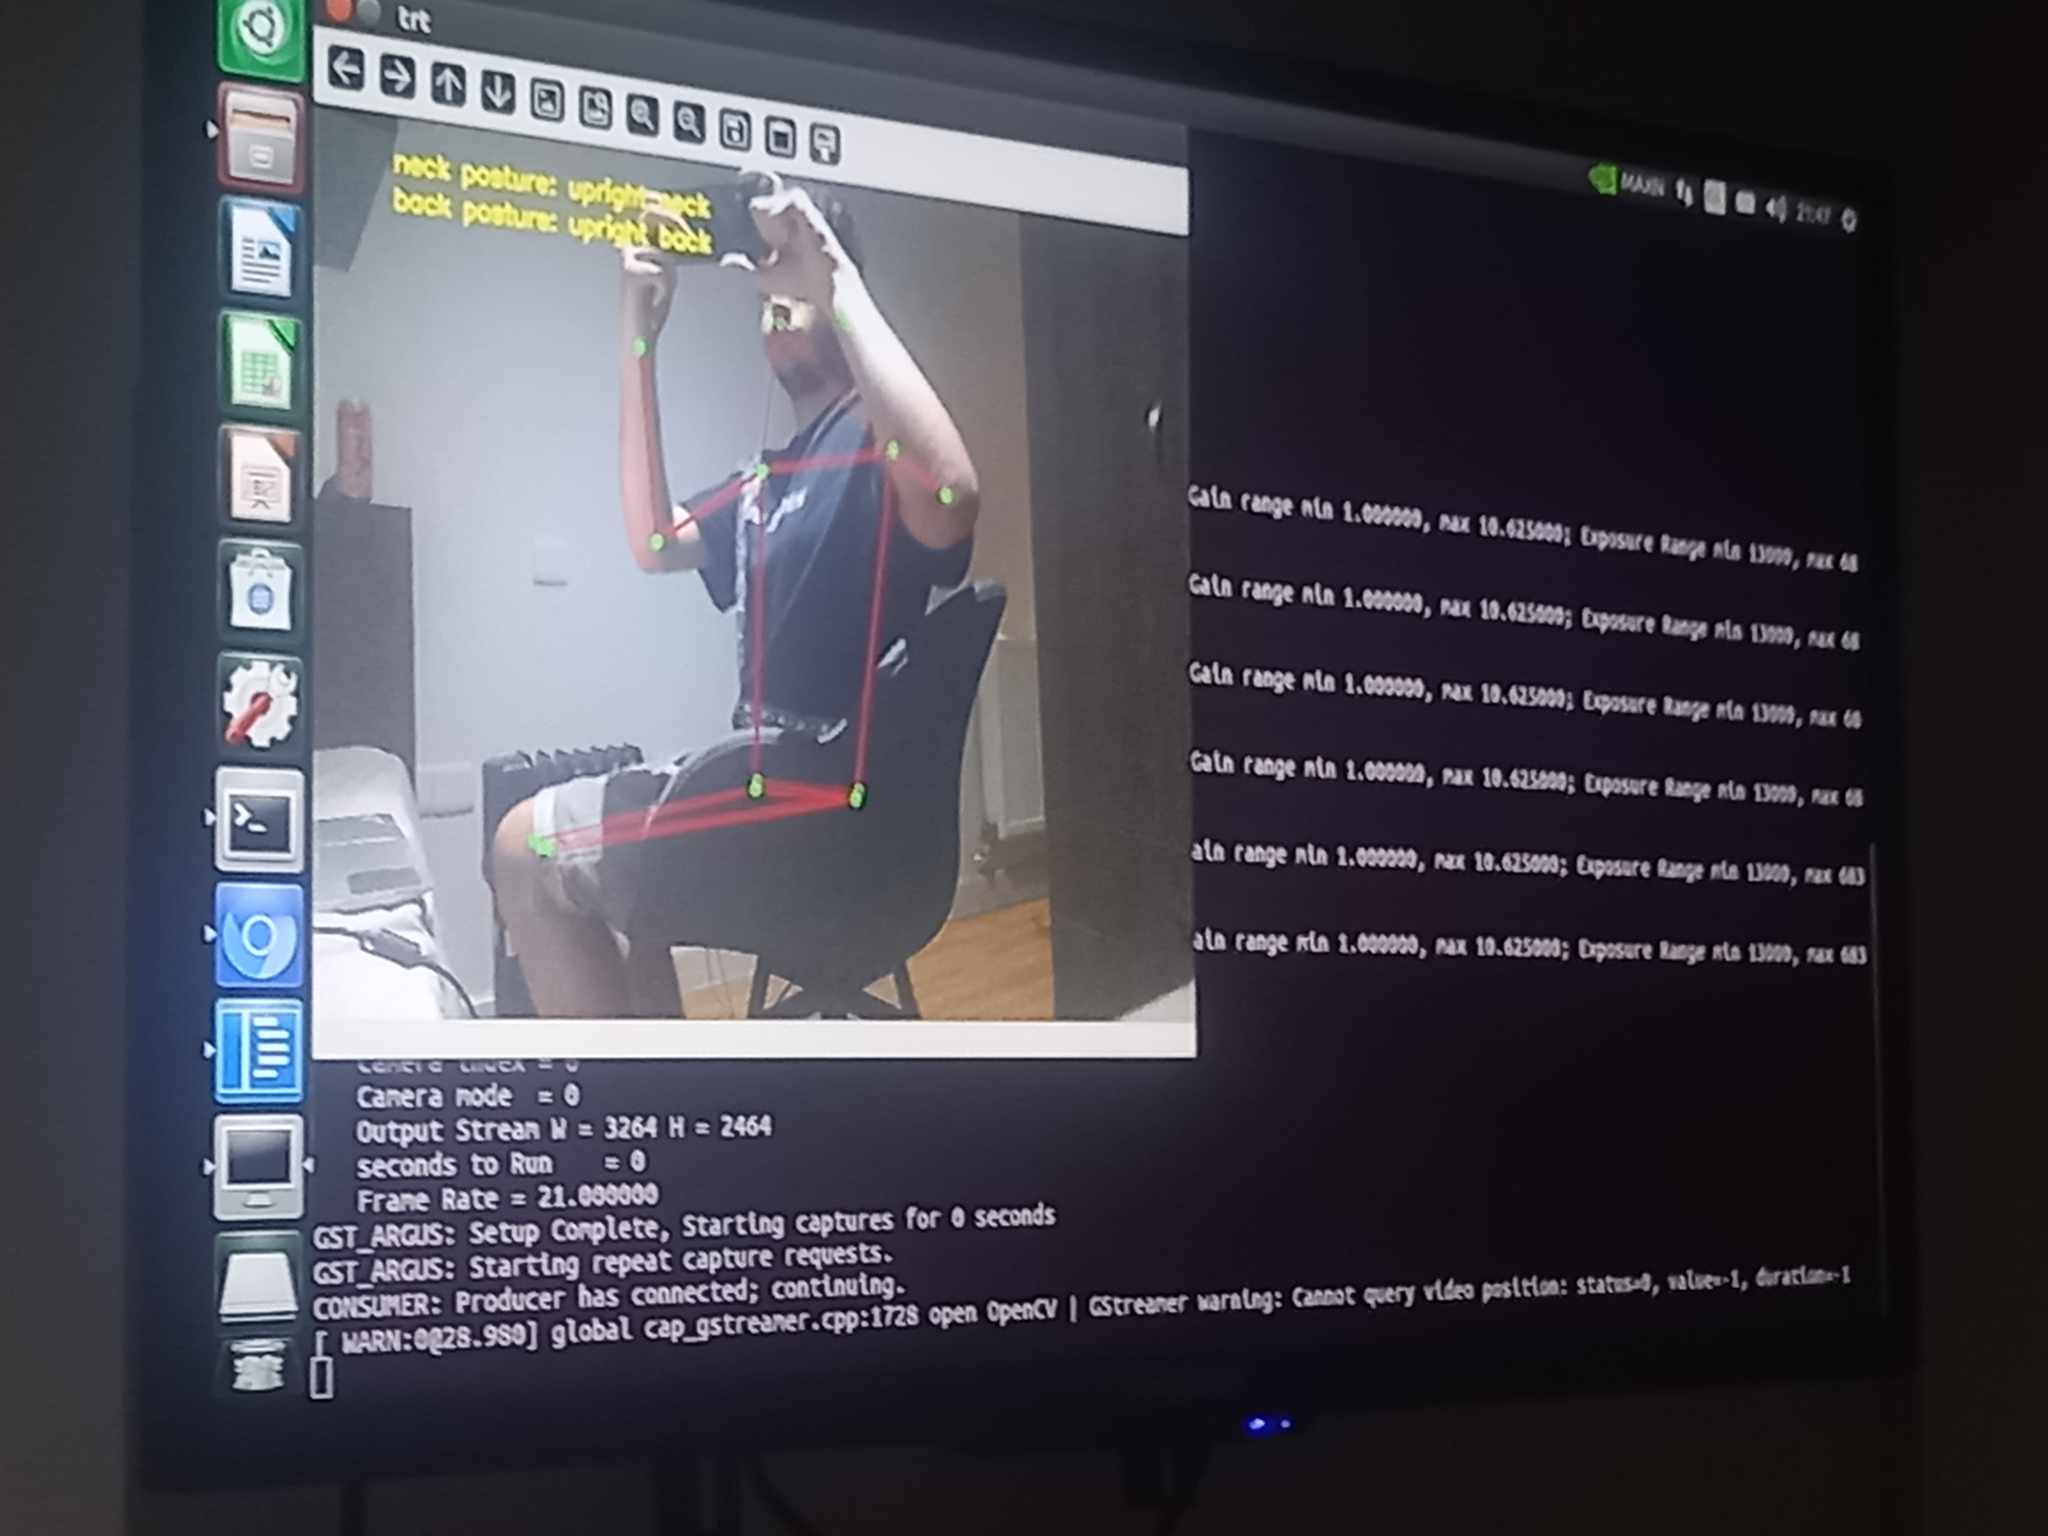 trt
neck posture: upright neck
back posture: upright back
MAXN
21:47
Gain range min 1.000000, max 10.625000; Exposure Range min 13000, max 68
Gain range min 1.000000, max 10.625000; Exposure Range min 13000, max 68
Gain range min 1.000000, max 10.625000; Exposure Range min 13000, max 68
Gain range min 1.000000, max 10.625000; Exposure Range min 13000, max 68
ain range min 1.000000, max 10.625000; Exposure Range min 13000, max 683
ain range min 1.000000, max 10.625000; Exposure Range min 13000, max 683
Camera index = 0
Camera mode = 0
Output Stream W = 3264 H = 2464
seconds to Run = 0
Frame Rate = 21.000000
GST_ARGUS: Setup Complete, Starting captures for 0 seconds
GST_ARGUS: Starting repeat capture requests.
CONSUMER: Producer has connected; continuing.
[ WARN:0@28.980] global cap_gstreamer.cpp:1728 open OpenCV | GStreamer warning: Cannot query video position: status=0, value=-1, duration=-1